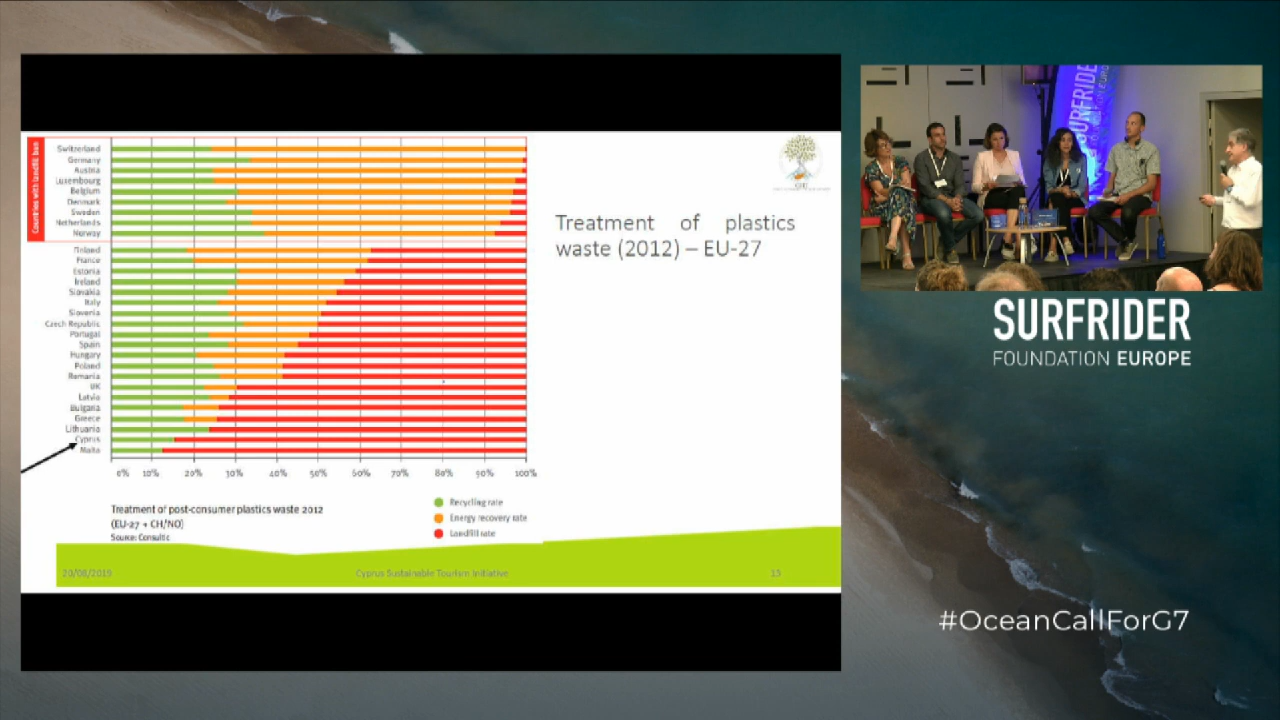 Countries with landfill ban
Switzerland
Germany
Austria
Luxembourg
Belgium
Denmark
Sweden
Netherlands
Norway
Finland
France
Estonia
Ireland
Slovakia
Italy
Slovenia
Czech Republic
Portugal
Spain
Hungary
Poland
Romania
UK
Latvia
Bulgaria
Greece
Lithuania
Cyprus
Malta
0% 10% 20% 30% 40% 50% 60% 70% 80% 90% 100%
Treatment of post-consumer plastics waste 2012
(EU-27 + CH/NO)
Source: Consultic
Recycling rate
Energy recovery rate
Landfill rate
Treatment of plastics
waste (2012) – EU-27
20/08/2019 Cyprus Sustainable Tourism Initiative 13
SURFRIDER
SURFRIDER
FOUNDATION EUROPE
#OceanCallForG7